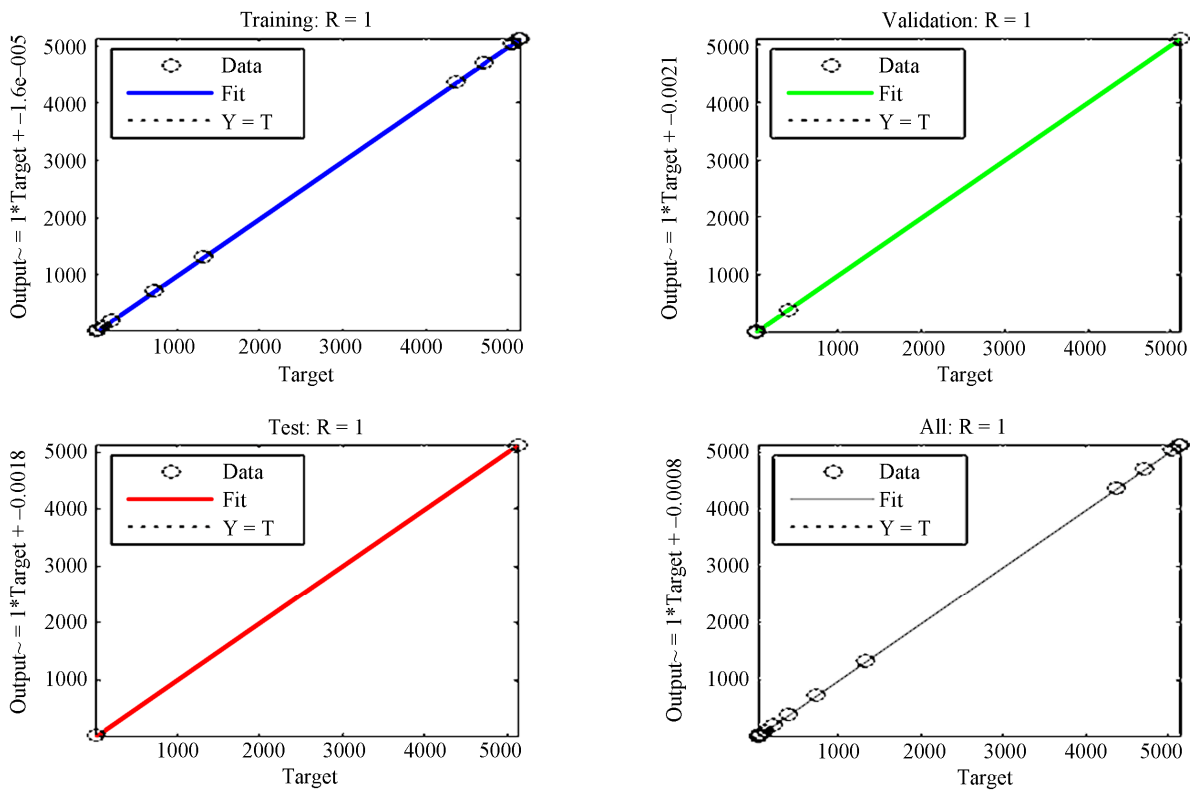 Training: R = 1
Output~ = 1*Target + −1.6e−005
5000
4000
3000
2000
1000
Data
Fit
Y = T
1000 2000 3000 4000 5000
Target
Validation: R = 1
Output~ = 1*Target + −0.0021
5000
4000
3000
2000
1000
Data
Fit
Y = T
1000 2000 3000 4000 5000
Target
Test: R = 1
Output~ = 1*Target + −0.0018
5000
4000
3000
2000
1000
Data
Fit
Y = T
1000 2000 3000 4000 5000
Target
All: R = 1
Output~ = 1*Target + −0.0008
5000
4000
3000
2000
1000
Data
Fit
Y = T
1000 2000 3000 4000 5000
Target